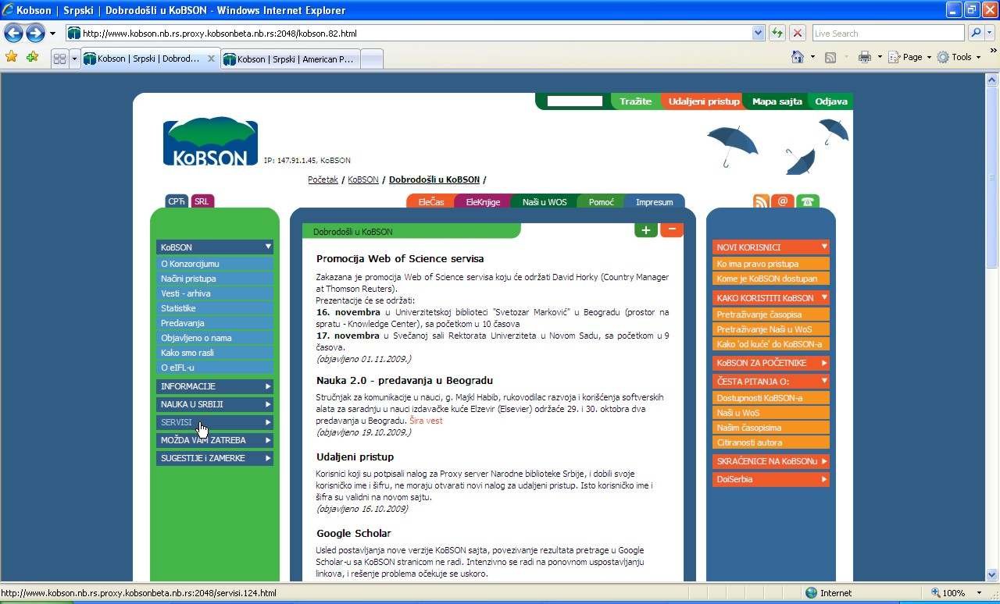 Kobson | Srpski | Dobrodošli u KoBSON - Windows Internet Explorer
http://www.kobson.nb.rs.proxy.kobsonbeta.nb.rs:2048/kobson.82.html
Live Search
Kobson | Srpski | Dobrod...
Kobson | Srpski | American P...
Page
Tools
Tražite
Udaljeni pristup
Mapa sajta
Odjava
KoBSON
IP: 147.91.1.45, KoBSON
Početak / KoBSON / Dobrodošli u KoBSON /
СРЋ
SRL
EleČas
EleKnjige
Naši u WOS
Pomoć
Impresum
KoBSON
O Konzorcijumu
Načini pristupa
Vesti - arhiva
Statistike
Predavanja
Objavljeno o nama
Kako smo rasli
O eIFL-u
INFORMACIJE
NAUKA U SRBIJI
SERVISI
MOŽDA VAM ZATREBA
SUGESTIJE i ZAMERKE
Dobrodošli u KoBSON
Promocija Web of Science servisa
Zakazana je promocija Web of Science servisa koju će održati David Horky (Country Manager
at Thomson Reuters).
Prezentacije će se održati:
16. novembra u Univerzitetskoj biblioteci "Svetozar Marković" u Beogradu (prostor na
spratu - Knowledge Center), sa početkom u 10 časova
17. novembra u Svečanoj sali Rektorata Univerziteta u Novom Sadu, sa početkom u 9
časova.
(objavljeno 01.11.2009.)
Nauka 2.0 - predavanja u Beogradu
Stručnjak za komunikacije u nauci, g. Majkl Habib, rukovodilac razvoja i korišćenja softverskih
alata za saradnju u nauci izdavačke kuće Elzevir (Elsevier) održaće 29. i 30. oktobra dva
predavanja u Beogradu. Šira vest
(objavljeno 19.10.2009.)
Udaljeni pristup
Korisnici koji su potpisali nalog za Proxy server Narodne biblioteke Srbije, i dobili svoje
korisničko ime i šifru, ne moraju otvarati novi nalog za udaljeni pristup. Isto korisničko ime i
šifra su validni na novom sajtu.
(objavljeno 16.10.2009)
Google Scholar
Usled postavljanja nove verzije KoBSON sajta, povezivanje rezultata pretrage u Google
Scholar-u sa KoBSON stranicom ne radi. Intenzivno se radi na ponovnom uspostavljanju
linkova, i rešenje problema očekuje se uskoro.
NOVI KORISNICI
Ko ima pravo pristupa
Kome je KoBSON dostupan
KAKO KORISTITI KoBSON
Pretraživanje časopisa
Pretraživanje Naši u WoS
Kako 'od kuće' do KoBSON-a
KoBSON ZA POČETNIKE
ČESTA PITANJA O:
Dostupnosti KoBSON-a
Naši u WoS
Našim časopisima
Citiranosti autora
SKRAĆENICE NA KoBSONu
DoiSerbia
http://www.kobson.nb.rs.proxy.kobsonbeta.nb.rs:2048/servisi.124.html
Internet
100%